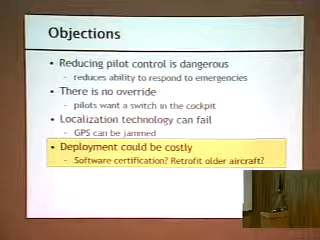 Objections
• Reducing pilot control is dangerous
- reduces ability to respond to emergencies
• There is no override
- pilots want a switch in the cockpit
• Localization technology can fail
- GPS can be jammed
• Deployment could be costly
- Software certification? Retrofit older aircraft?